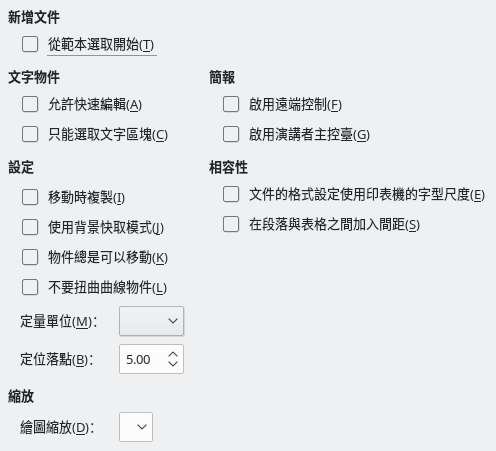 新增文件
從範本選取開始(T)
文字物件
允許快速編輯(A)
只能選取文字區塊(C)
簡報
啟用遠端控制(F)
啟用演講者主控臺(G)
設定
移動時複製(I)
使用背景快取模式(J)
物件總是可以移動(K)
不要扭曲曲線物件(L)
定量單位(M):
定位落點(B):
5.00
相容性
文件的格式設定使用印表機的字型尺度(E)
在段落與表格之間加入間距(S)
縮放
繪圖縮放(D):